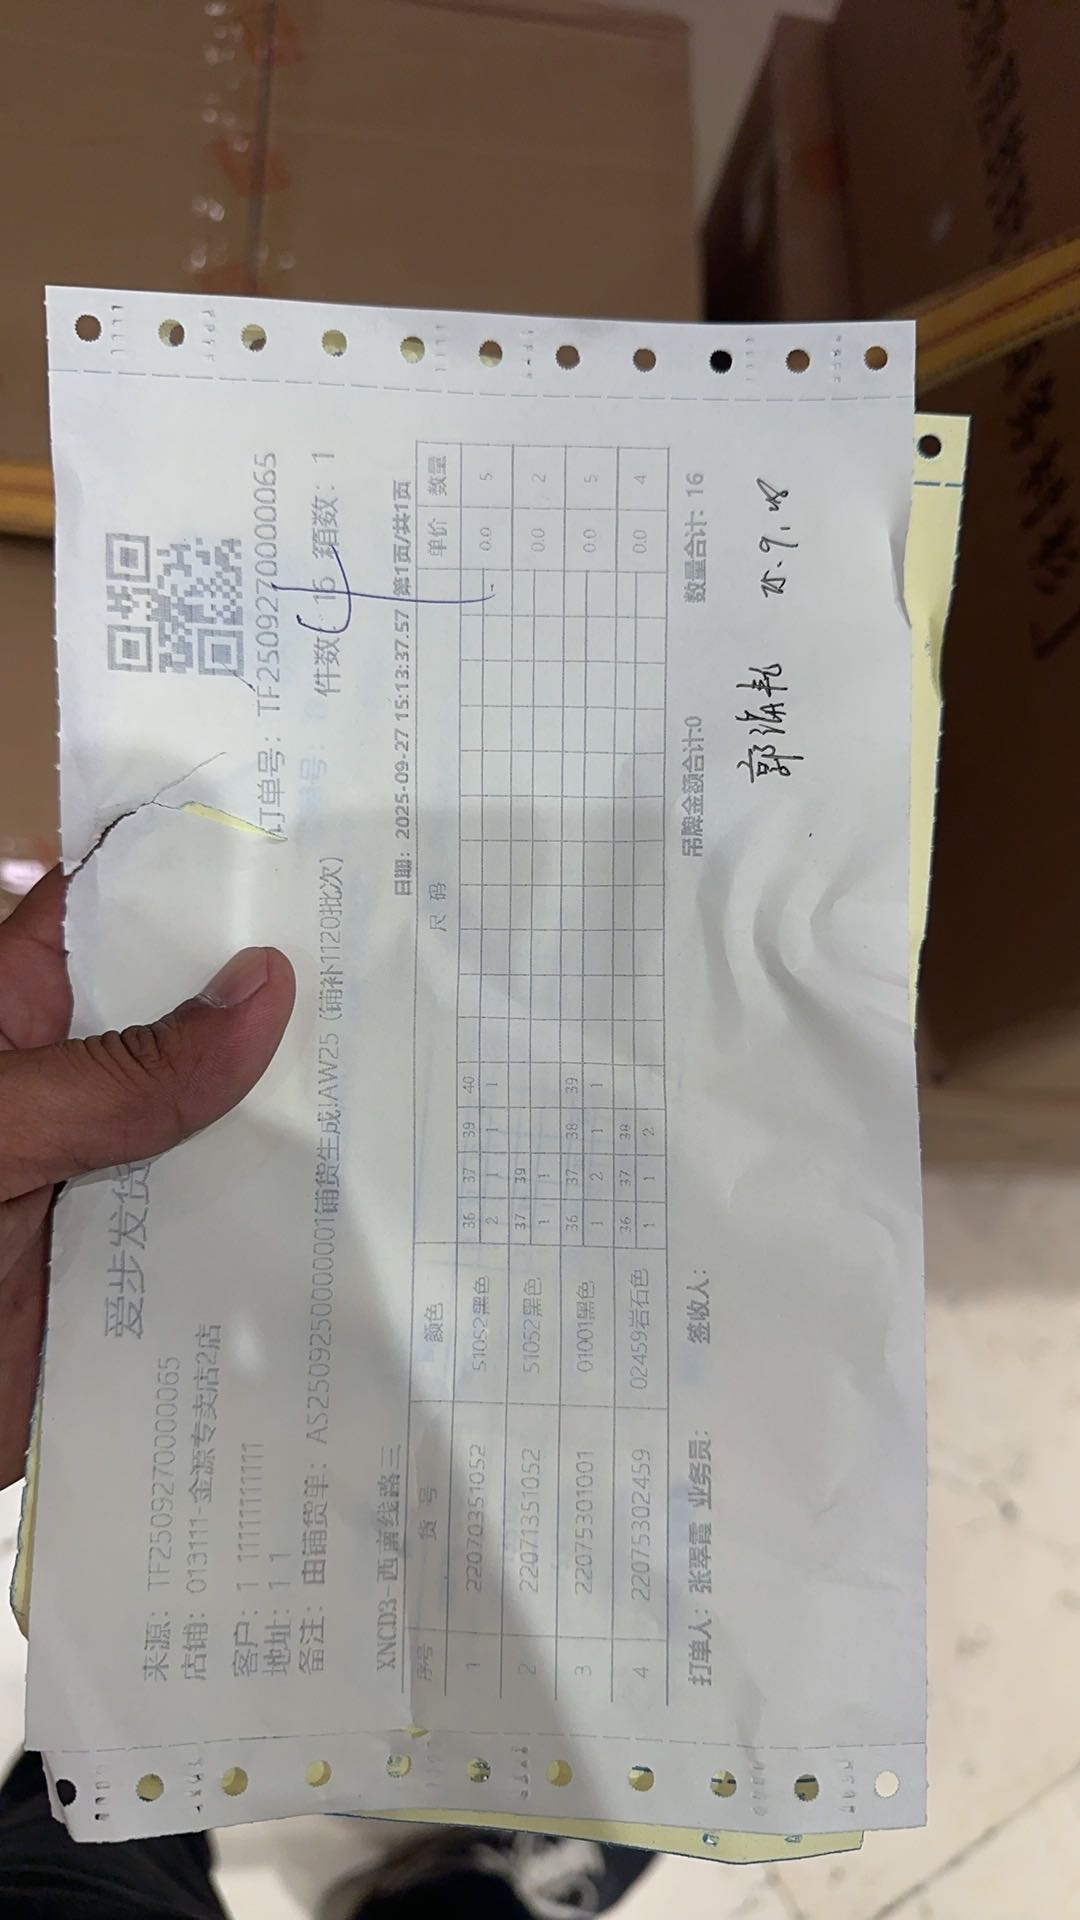 爱步发货
来源：TF2509270000065
订单号：TF2509270000065
店铺：013111-金源专卖店2店
客户：1 11111111111
件数：16 箱数：1
地址：1 1
备注：由铺货单：AS2509250000001铺货生成!AW25（铺补1120批次）
XNCD3-西南线路三 日期：2025-09-27 15:13:37.57 第1页/共1页
序号 货号 颜色 尺码 单价 数量
36 37 39 40
1 22070351052 51052黑色 2 1 1 1 0.0 5
37 39
2 22071351052 51052黑色 1 1 0.0 2
36 37 38 39
3 22075301001 01001黑色 1 2 1 1 0.0 5
36 37 38
4 22075302459 02459岩石色 1 1 2 0.0 4
打单人：张翠霞 业务员： 签收人： 吊牌金额合计:0 数量合计：16
郭 25.9.28